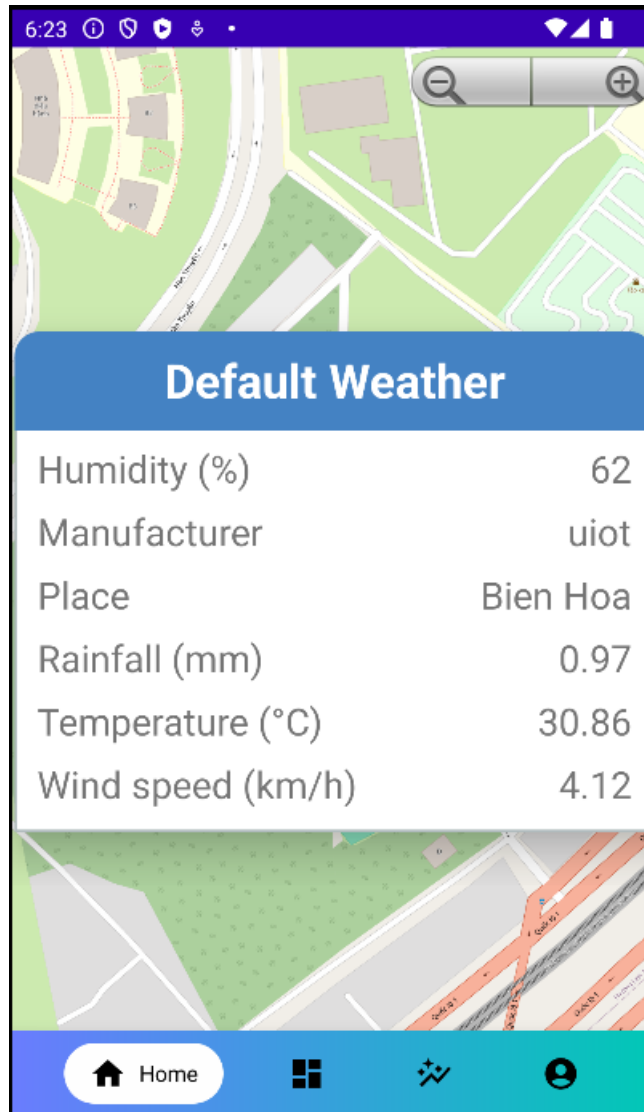 6:23
Default Weather
Humidity (%) 62
Manufacturer uiot
Place Bien Hoa
Rainfall (mm) 0.97
Temperature (°C) 30.86
Wind speed (km/h) 4.12
Home